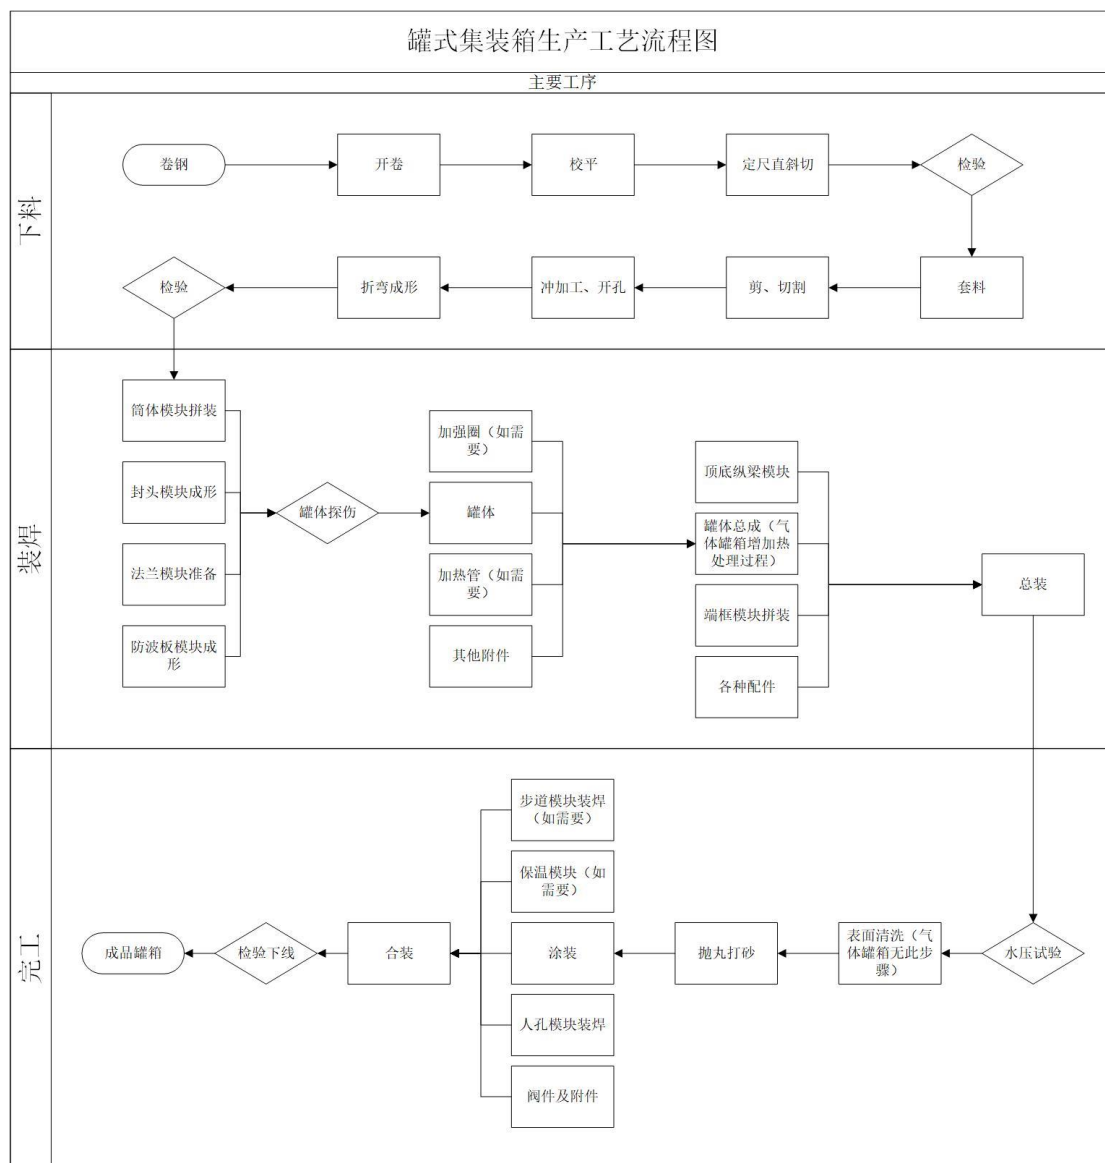 罐式集装箱生产工艺流程图
主要工序
下料
卷钢
开卷
校平
定尺直斜切
检验
检验
折弯成形
冲加工、开孔
剪、切割
套料
装焊
筒体模块拼装
封头模块成形
法兰模块准备
防波板模块成
形
罐体探伤
加强圈（如需
要）
罐体
加热管（如需
要）
其他附件
顶底纵梁模块
罐体总成（气
体罐箱增加热
处理过程）
端框模块拼装
各种配件
总装
完工
步道模块装焊
（如需要）
保温模块（如
需要）
成品罐箱
检验下线
合装
涂装
抛丸打砂
表面清洗（气
体罐箱无此步
骤）
水压试验
人孔模块装焊
阀件及附件